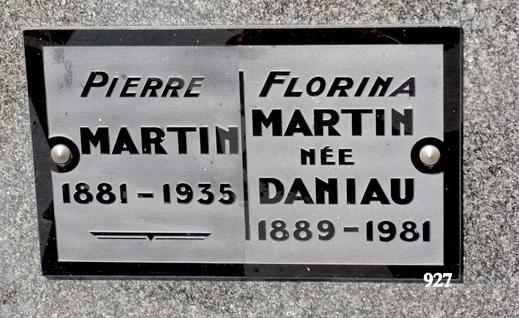 PIERRE
MARTIN
1881-1935
FLORINA
MARTIN
NÉE
DANIAU
1889-1981
927